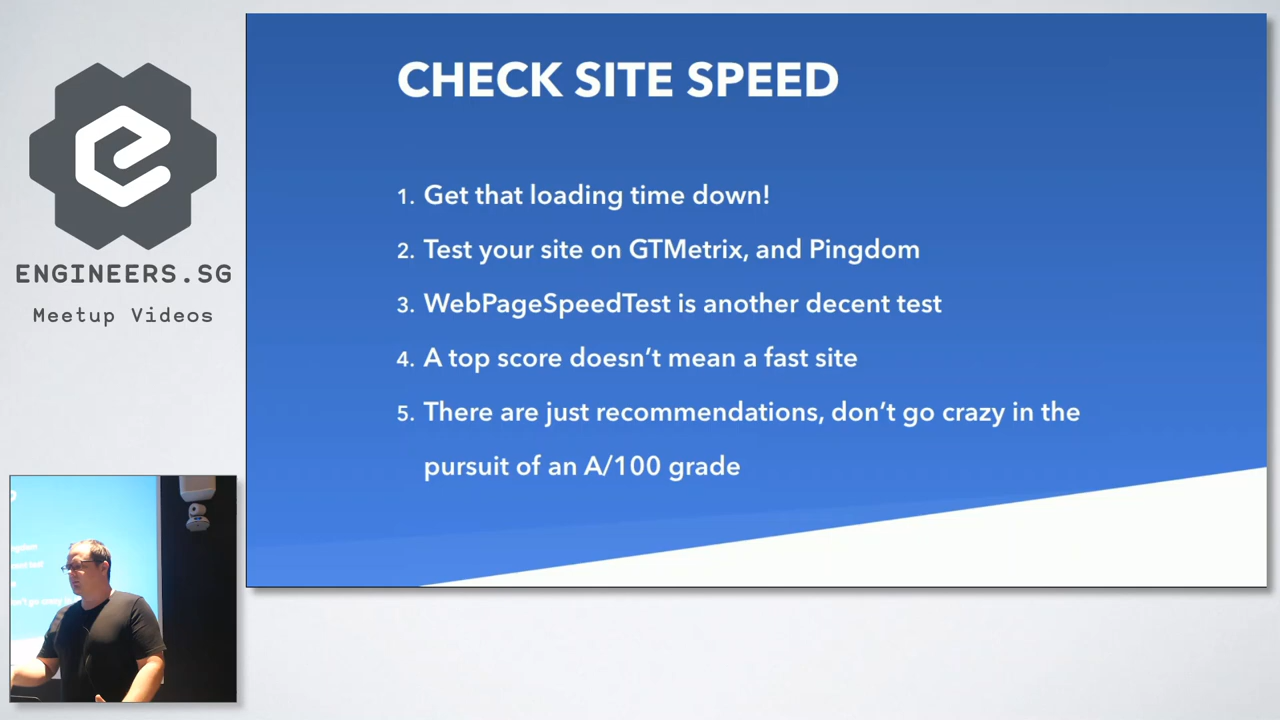 CHECK SITE SPEED
1. Get that loading time down!
2. Test your site on GTMetrix, and Pingdom
3. WebPageSpeedTest is another decent test
4. A top score doesn't mean a fast site
5. There are just recommendations, don't go crazy in the
pursuit of an A/100 grade
ENGINEERS.SG
Meetup Videos